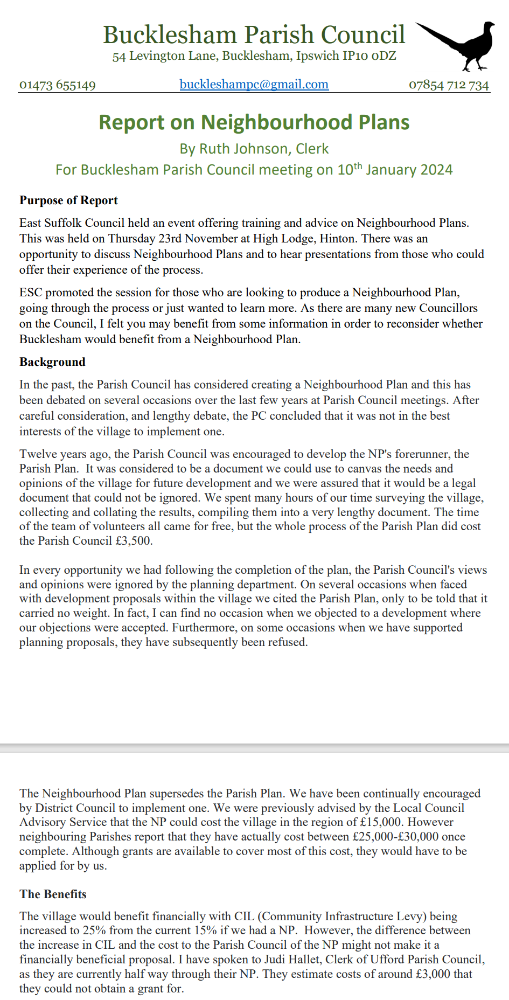 Bucklesham Parish Council
54 Levington Lane, Bucklesham, Ipswich IP10 0DZ
01473 655149 buckleshampc@gmail.com 07854 712 734
Report on Neighbourhood Plans
By Ruth Johnson, Clerk
For Bucklesham Parish Council meeting on 10th January 2024
Purpose of Report
East Suffolk Council held an event offering training and advice on Neighbourhood Plans.
This was held on Thursday 23rd November at High Lodge, Hinton. There was an
opportunity to discuss Neighbourhood Plans and to hear presentations from those who could
offer their experience of the process.
ESC promoted the session for those who are looking to produce a Neighbourhood Plan,
going through the process or just wanted to learn more. As there are many new Councillors
on the Council, I felt you may benefit from some information in order to reconsider whether
Bucklesham would benefit from a Neighbourhood Plan.
Background
In the past, the Parish Council has considered creating a Neighbourhood Plan and this has
been debated on several occasions over the last few years at Parish Council meetings. After
careful consideration, and lengthy debate, the PC concluded that it was not in the best
interests of the village to implement one.
Twelve years ago, the Parish Council was encouraged to develop the NP's forerunner, the
Parish Plan.  It was considered to be a document we could use to canvas the needs and
opinions of the village for future development and we were assured that it would be a legal
document that could not be ignored. We spent many hours of our time surveying the village,
collecting and collating the results, compiling them into a very lengthy document. The time
of the team of volunteers all came for free, but the whole process of the Parish Plan did cost
the Parish Council £3,500.
In every opportunity we had following the completion of the plan, the Parish Council's views
and opinions were ignored by the planning department. On several occasions when faced
with development proposals within the village we cited the Parish Plan, only to be told that it
carried no weight. In fact, I can find no occasion when we objected to a development where
our objections were accepted. Furthermore, on some occasions when we have supported
planning proposals, they have subsequently been refused.
The Neighbourhood Plan supersedes the Parish Plan. We have been continually encouraged
by District Council to implement one. We were previously advised by the Local Council
Advisory Service that the NP could cost the village in the region of £15,000. However
neighbouring Parishes report that they have actually cost between £25,000-£30,000 once
complete. Although grants are available to cover most of this cost, they would have to be
applied for by us.
The Benefits
The village would benefit financially with CIL (Community Infrastructure Levy) being
increased to 25% from the current 15% if we had a NP.  However, the difference between
the increase in CIL and the cost to the Parish Council of the NP might not make it a
financially beneficial proposal. I have spoken to Judi Hallet, Clerk of Ufford Parish Council,
as they are currently half way through their NP. They estimate costs of around £3,000 that
they could not obtain a grant for.